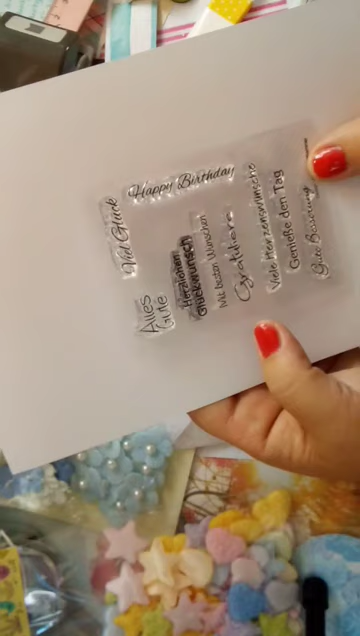 Happy Birthday
Viel Glück
Alles
Gute
Herzlichen
Glückwunsch
Mit besten Wünschen
Gratuliere
Viele Herzenswünsche
Genieße den Tag
Gute Besserung